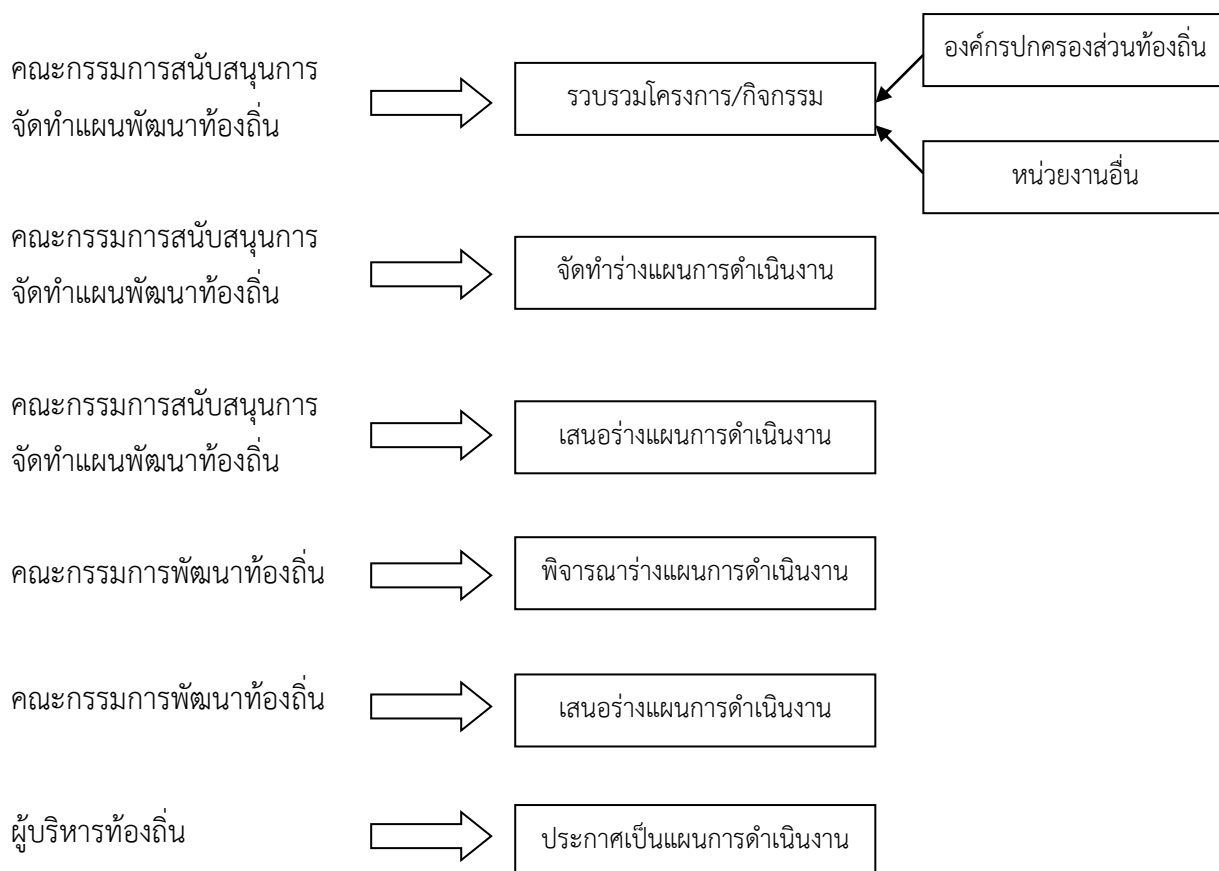 องค์กรปกครองส่วนท้องถิ่น
คณะกรรมการสนับสนุนการ
จัดทำแผนพัฒนาท้องถิ่น
รวบรวมโครงการ/กิจกรรม
หน่วยงานอื่น
คณะกรรมการสนับสนุนการ
จัดทำแผนพัฒนาท้องถิ่น
จัดทำร่างแผนการดำเนินงาน
คณะกรรมการสนับสนุนการ
จัดทำแผนพัฒนาท้องถิ่น
เสนอร่างแผนการดำเนินงาน
คณะกรรมการพัฒนาท้องถิ่น
พิจารณาร่างแผนการดำเนินงาน
คณะกรรมการพัฒนาท้องถิ่น
เสนอร่างแผนการดำเนินงาน
ผู้บริหารท้องถิ่น
ประกาศเป็นแผนการดำเนินงาน